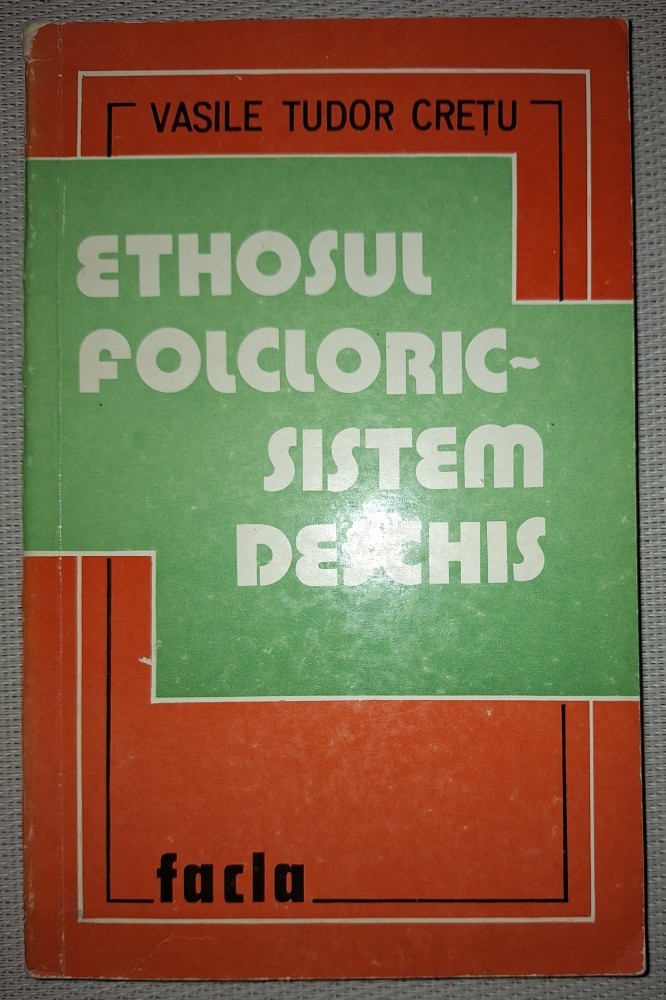 VASILE TUDOR CREȚU
ETHOSUL
FOLCLORIC~
SISTEM
DESCHIS
facla